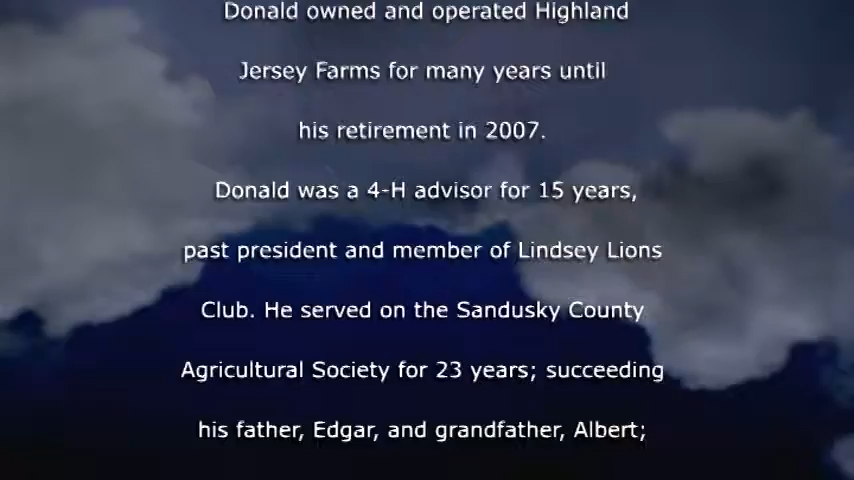 Donald owned and operated Highland
Jersey Farms for many years until
his retirement in 2007.
Donald was a 4-H advisor for 15 years,
past president and member of Lindsey Lions
Club. He served on the Sandusky County
Agricultural Society for 23 years; succeeding
his father, Edgar, and grandfather, Albert;